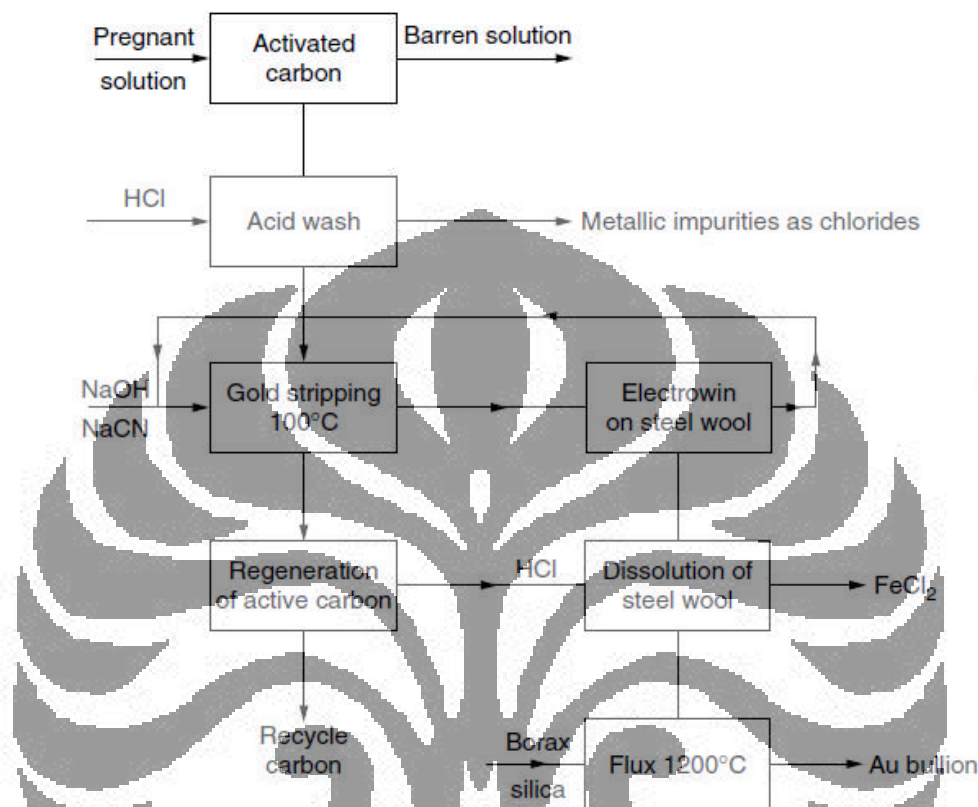 Pregnant
solution
Activated
carbon
Barren solution
HCl
Acid wash
Metallic impurities as chlorides
NaOH
NaCN
Gold stripping
100°C
Electrowin
on steel wool
Regeneration
of active carbon
HCl
Dissolution of
steel wool
FeCl₂
Recycle
carbon
Borax
silica
Flux 1200°C
Au bullion